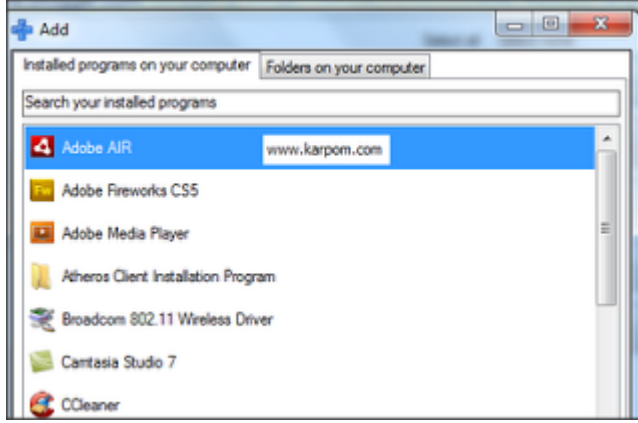 Add
Installed programs on your computer
Folders on your computer
Search your installed programs
Adobe AIR
www.karpom.com
Adobe Fireworks CS5
Adobe Media Player
Atheros Client Installation Program
Broadcom 802.11 Wireless Driver
Camtasia Studio 7
CCleaner